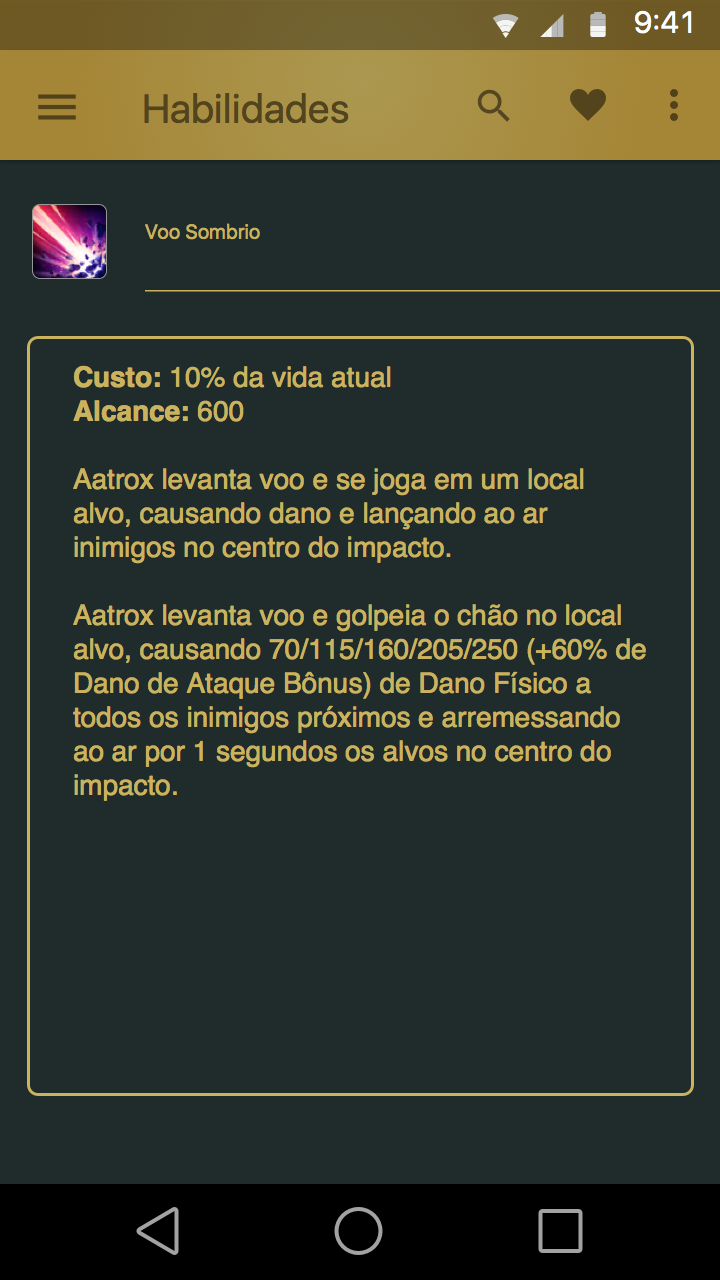 9:41
Habilidades
Voo Sombrio
Custo: 10% da vida atual
Alcance: 600
Aatrox levanta voo e se joga em um local
alvo, causando dano e lançando ao ar
inimigos no centro do impacto.
Aatrox levanta voo e golpeia o chão no local
alvo, causando 70/115/160/205/250 (+60% de
Dano de Ataque Bônus) de Dano Físico a
todos os inimigos próximos e arremessando
ao ar por 1 segundos os alvos no centro do
impacto.